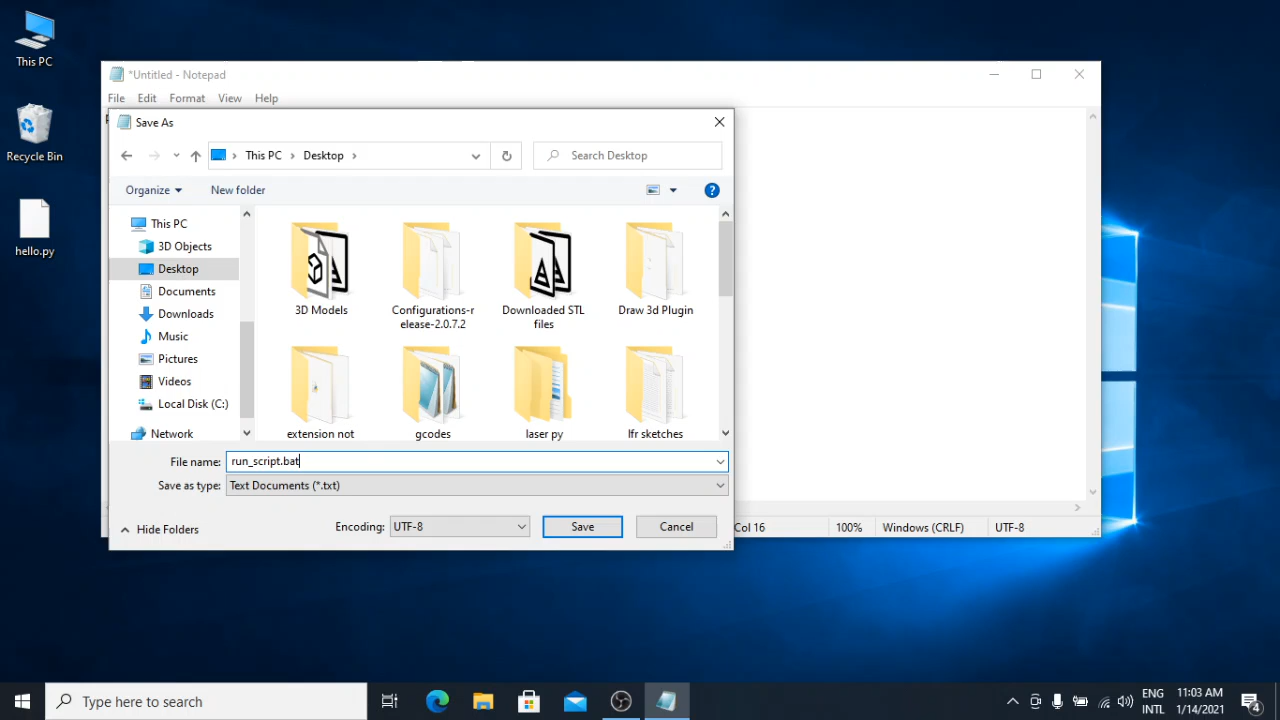 This PC
Recycle Bin
hello.py
*Untitled - Notepad
File Edit Format View Help
Save As
This PC Desktop
Search Desktop
Organize New folder
This PC
3D Objects
Desktop
Documents
Downloads
Music
Pictures
Videos
Local Disk (C:)
Network
3D Models
Configurations-r
elease-2.0.7.2
Downloaded STL
files
Draw 3d Plugin
extension not
gcodes
laser py
lfr sketches
File name: run_script.bat
Save as type: Text Documents (*.txt)
Hide Folders
Encoding: UTF-8
Save
Cancel
Col 16 100% Windows (CRLF) UTF-8
Type here to search
ENG
INTL
11:03 AM
1/14/2021
4